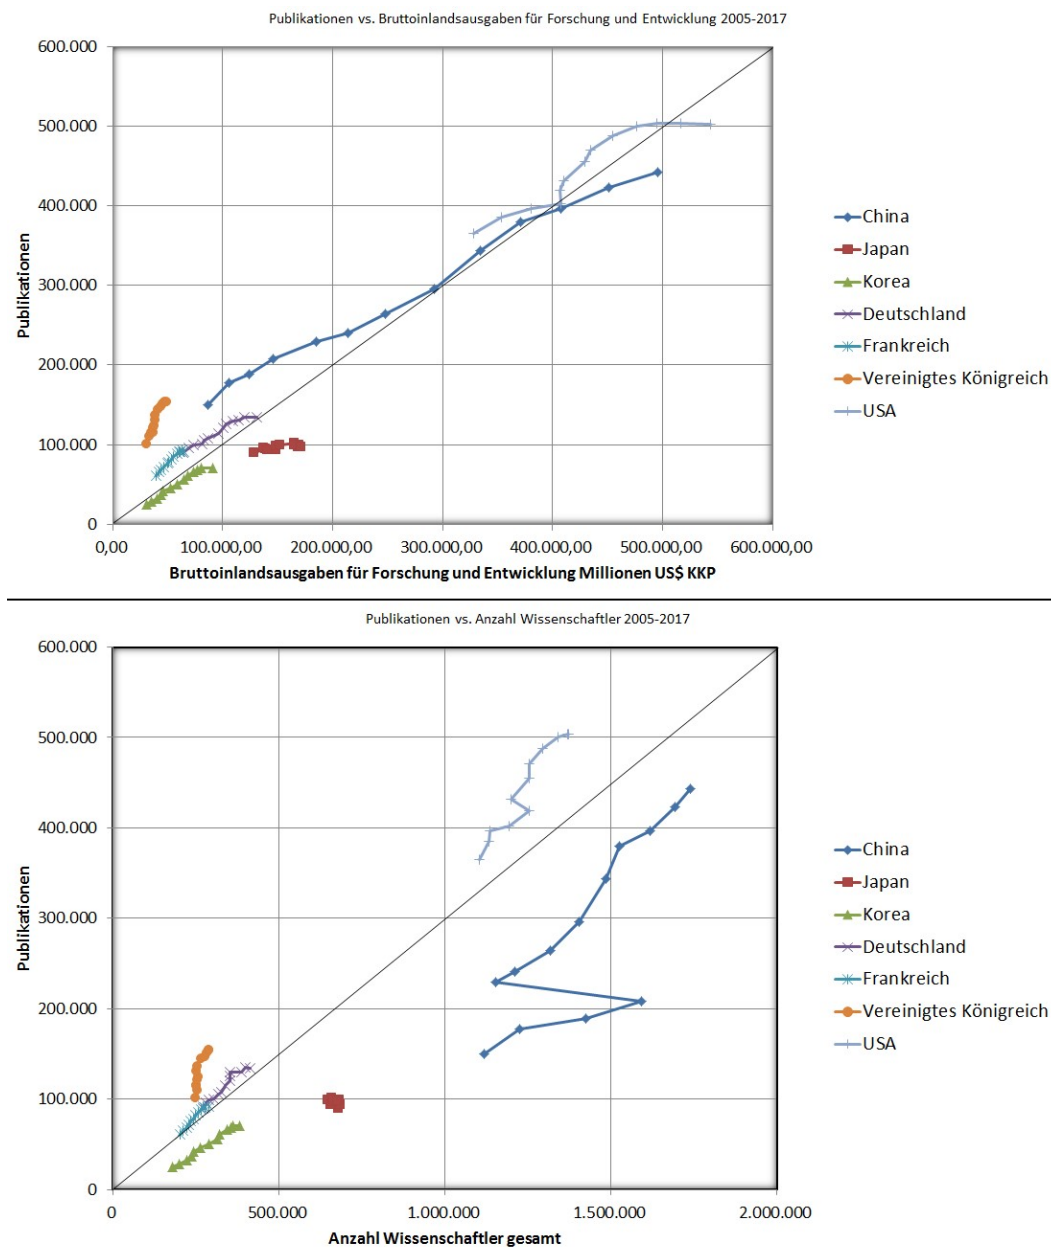 Publikationen vs. Bruttoinlandsausgaben für Forschung und Entwicklung 2005-2017
600.000
500.000
400.000
300.000
200.000
100.000
0
Publikationen
0,00
100.000,00
200.000,00
300.000,00
400.000,00
500.000,00
600.000,00
Bruttoinlandsausgaben für Forschung und Entwicklung Millionen US$ KKP
China
Japan
Korea
Deutschland
Frankreich
Vereinigtes Königreich
USA
Publikationen vs. Anzahl Wissenschaftler 2005-2017
600.000
500.000
400.000
300.000
200.000
100.000
0
Publikationen
0
500.000
1.000.000
1.500.000
2.000.000
Anzahl Wissenschaftler gesamt
China
Japan
Korea
Deutschland
Frankreich
Vereinigtes Königreich
USA